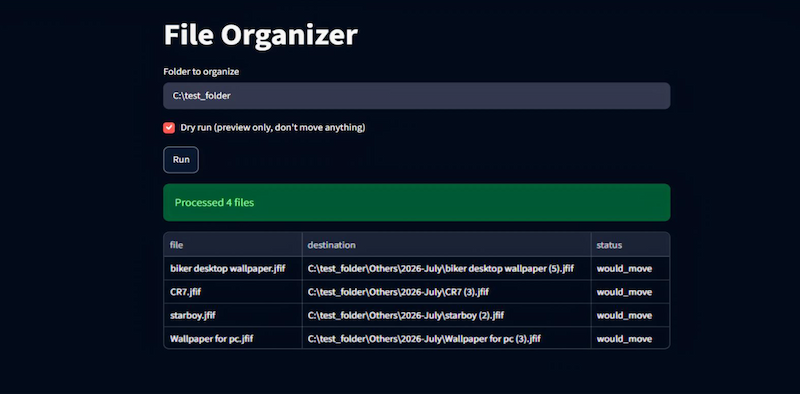 File Organizer
Folder to organize
C:\test_folder
Dry run (preview only, don't move anything)
Run
Processed 4 files
file destination status
biker desktop wallpaper.jfif C:\test_folder\Others\2026-July\biker desktop wallpaper (5).jfif would_move
CR7.jfif C:\test_folder\Others\2026-July\CR7 (3).jfif would_move
starboy.jfif C:\test_folder\Others\2026-July\starboy (2).jfif would_move
Wallpaper for pc.jfif C:\test_folder\Others\2026-July\Wallpaper for pc (3).jfif would_move